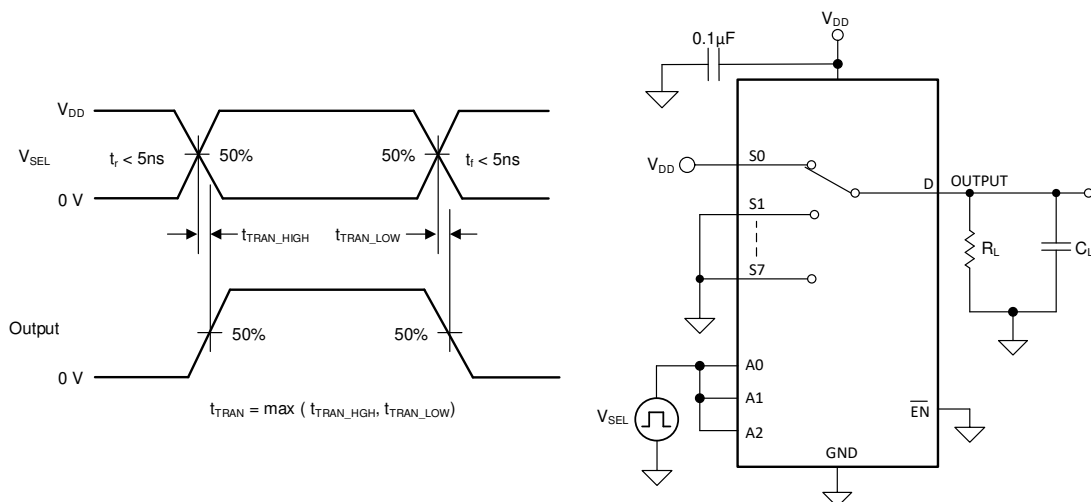 V_DD
V_SEL
t_r < 5ns
50%
50%
t_f < 5ns
0 V
t_TRAN_HIGH
t_TRAN_LOW
Output
50%
50%
0 V
t_TRAN = max ( t_TRAN_HGH, t_TRAN_LOW)
V_DD
0.1µF
V_DD
S0
D
OUTPUT
S1
R_L
C_L
S7
A0
A1
V_SEL
EN
A2
GND